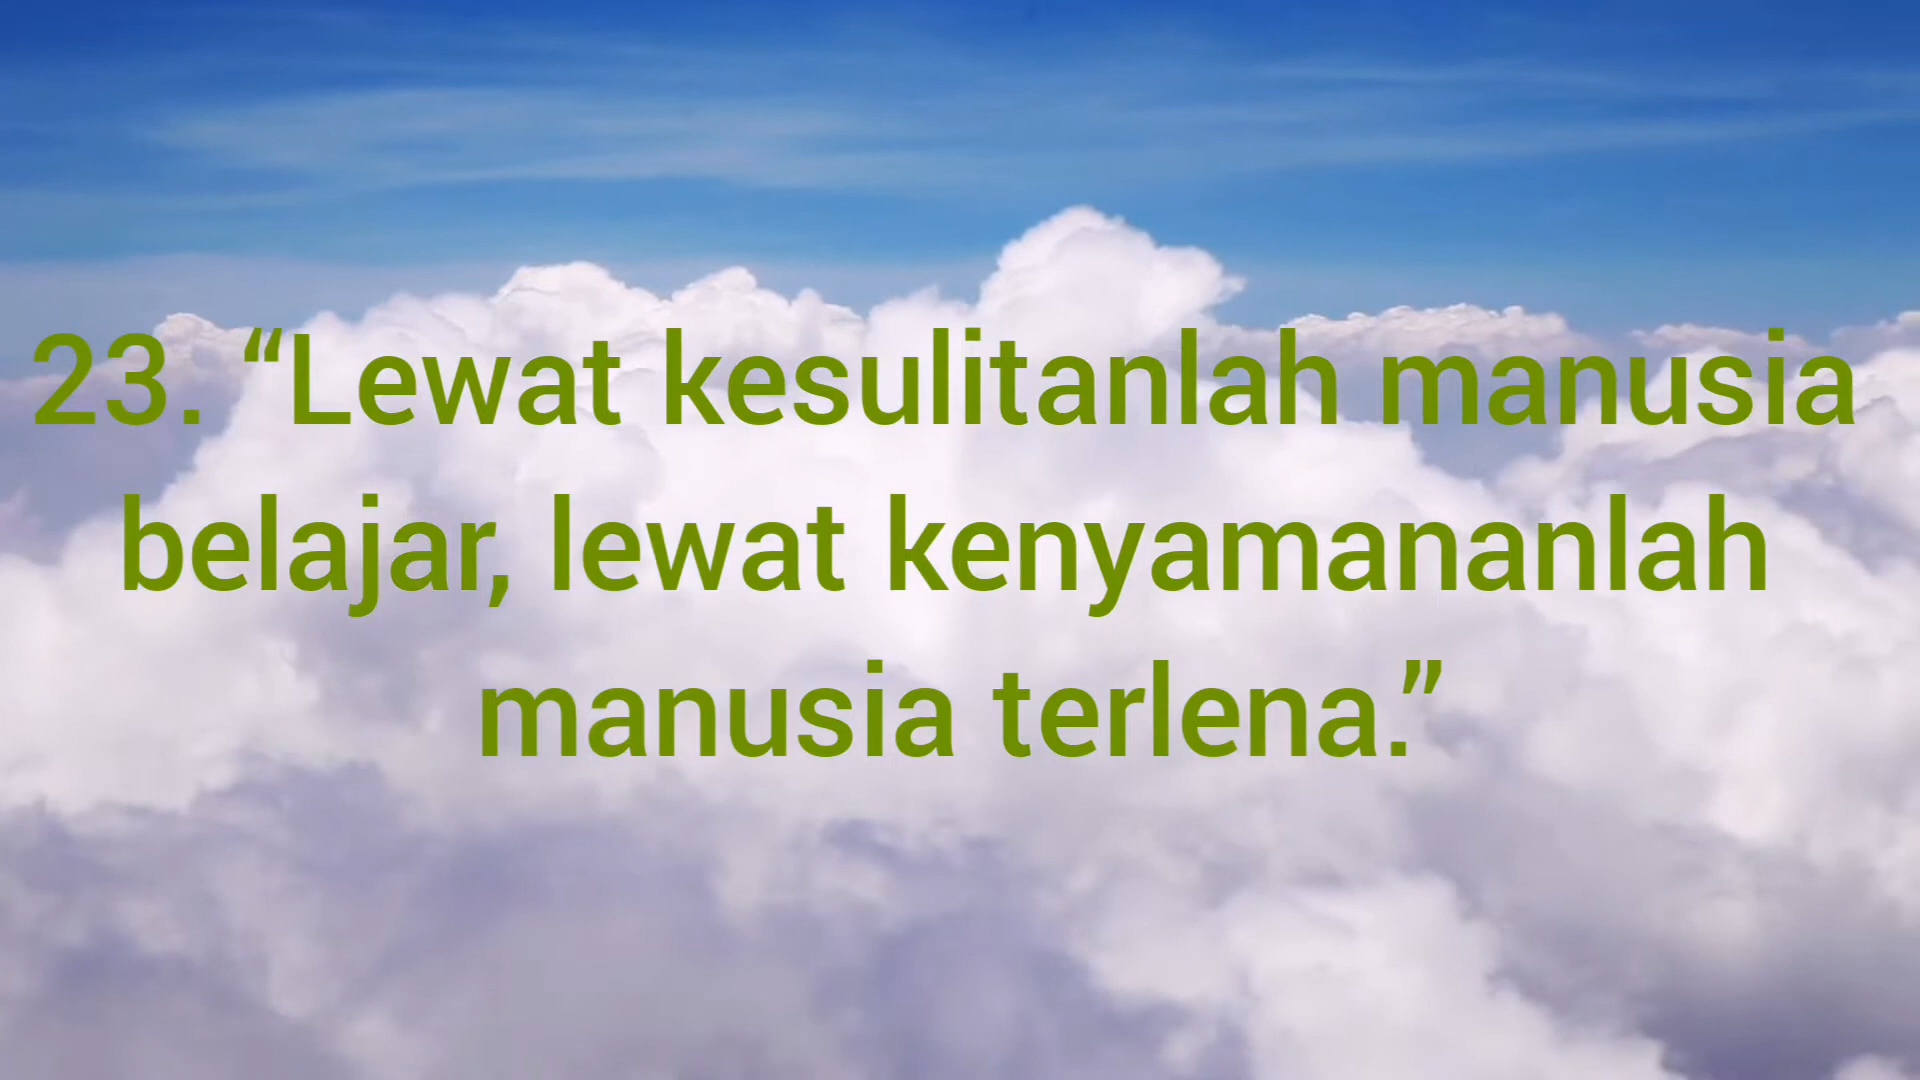 23. “Lewat kesulitanlah manusia
belajar, lewat kenyamananlah
manusia terlena.”